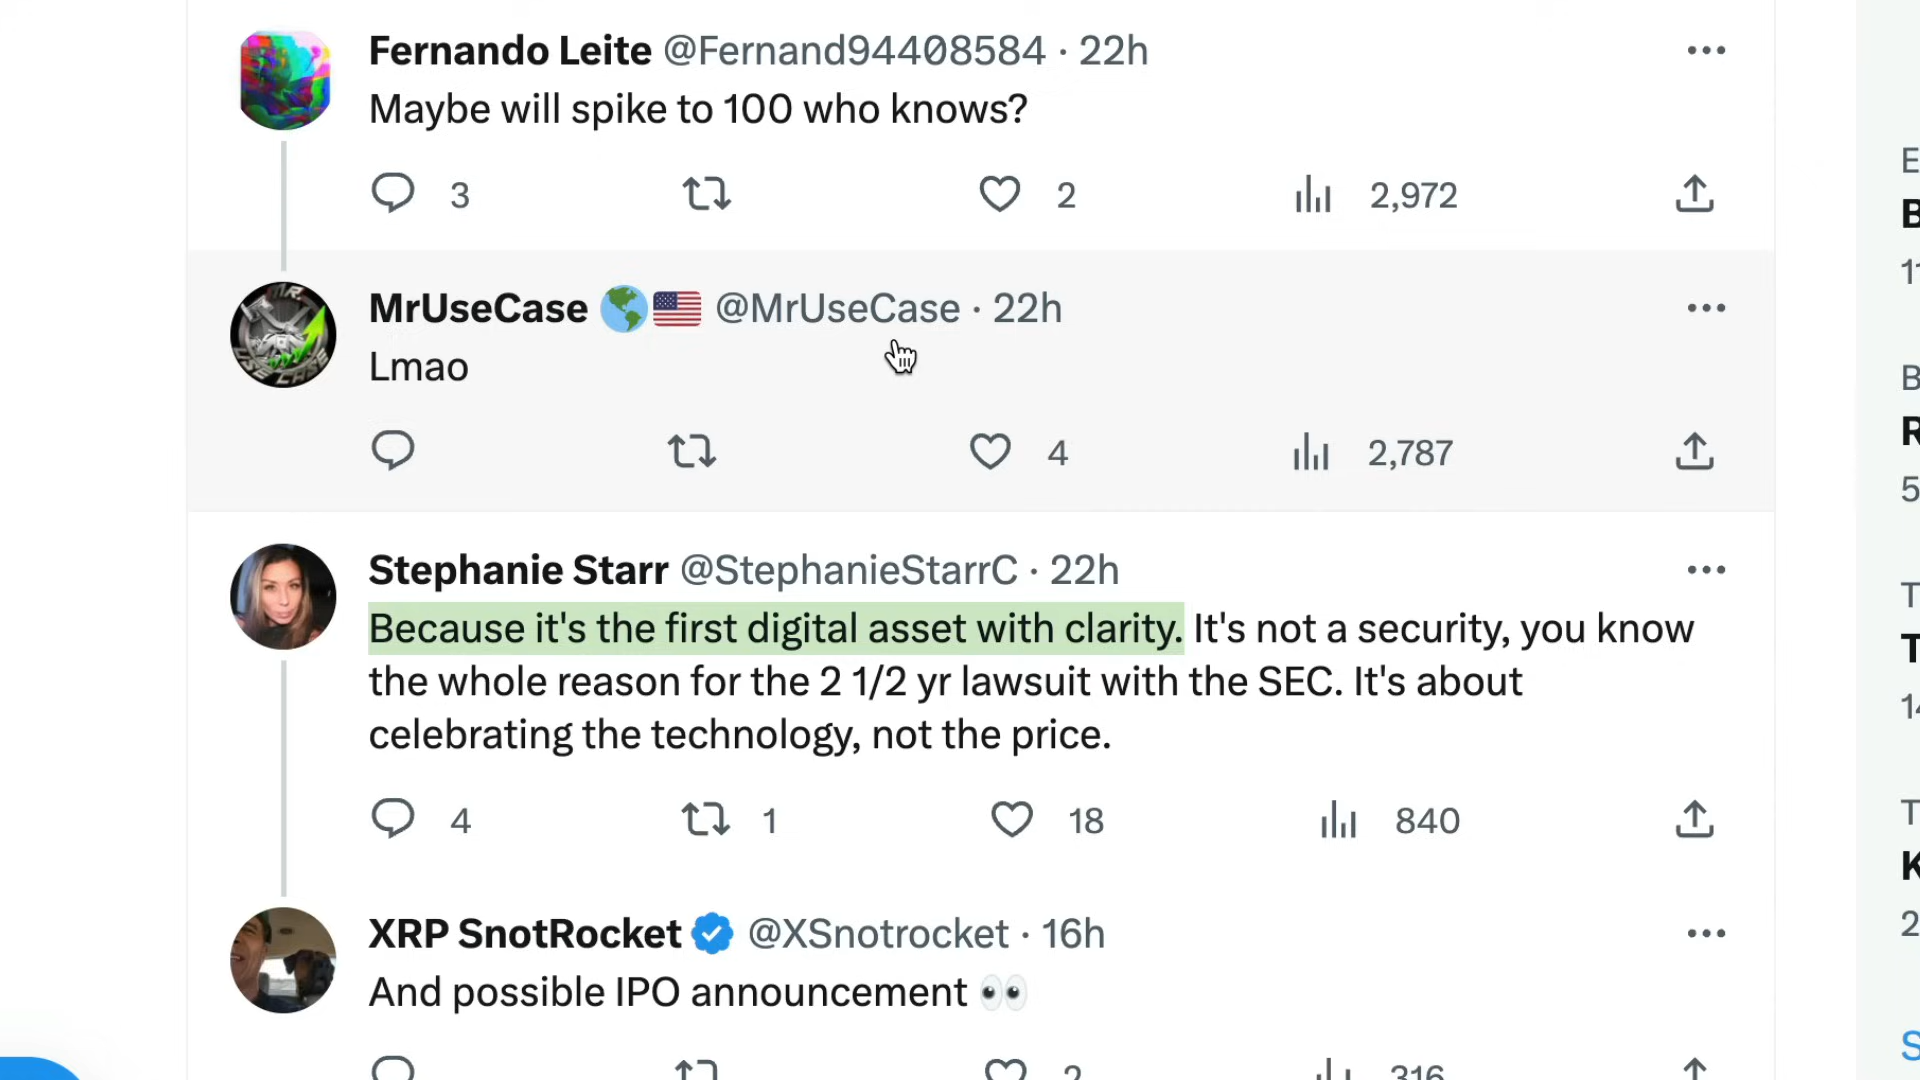 Fernando Leite @Fernand94408584 · 22h
Maybe will spike to 100 who knows?
3 2 2,972
MrUseCase 🌎🇺🇸 @MrUseCase · 22h
Lmao
4 2,787
Stephanie Starr @StephanieStarrC · 22h
Because it's the first digital asset with clarity. It's not a security, you know
the whole reason for the 2 1/2 yr lawsuit with the SEC. It's about
celebrating the technology, not the price.
4 1 18 840
XRP SnotRocket @XSnotrocket · 16h
And possible IPO announcement 👀
2 316